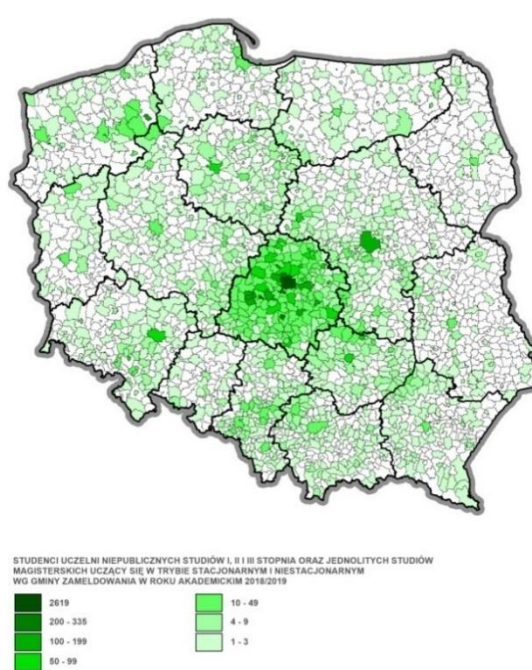 STUDENCI UCZELNI NIEPUBLICZNYCH STUDIÓW I, II I III STOPNIA ORAZ JEDNOLITYCH STUDIÓW
MAGISTERSKICH UCZĄCY SIĘ W TRYBIE STACJONARNYM I NIESTACJONARNYM
WG GMINY ZAMELDOWANIA W ROKU AKADEMICKIM 2018/2019
2619
200 - 335
100 - 199
50 - 99
10 - 49
4 - 9
1 - 3